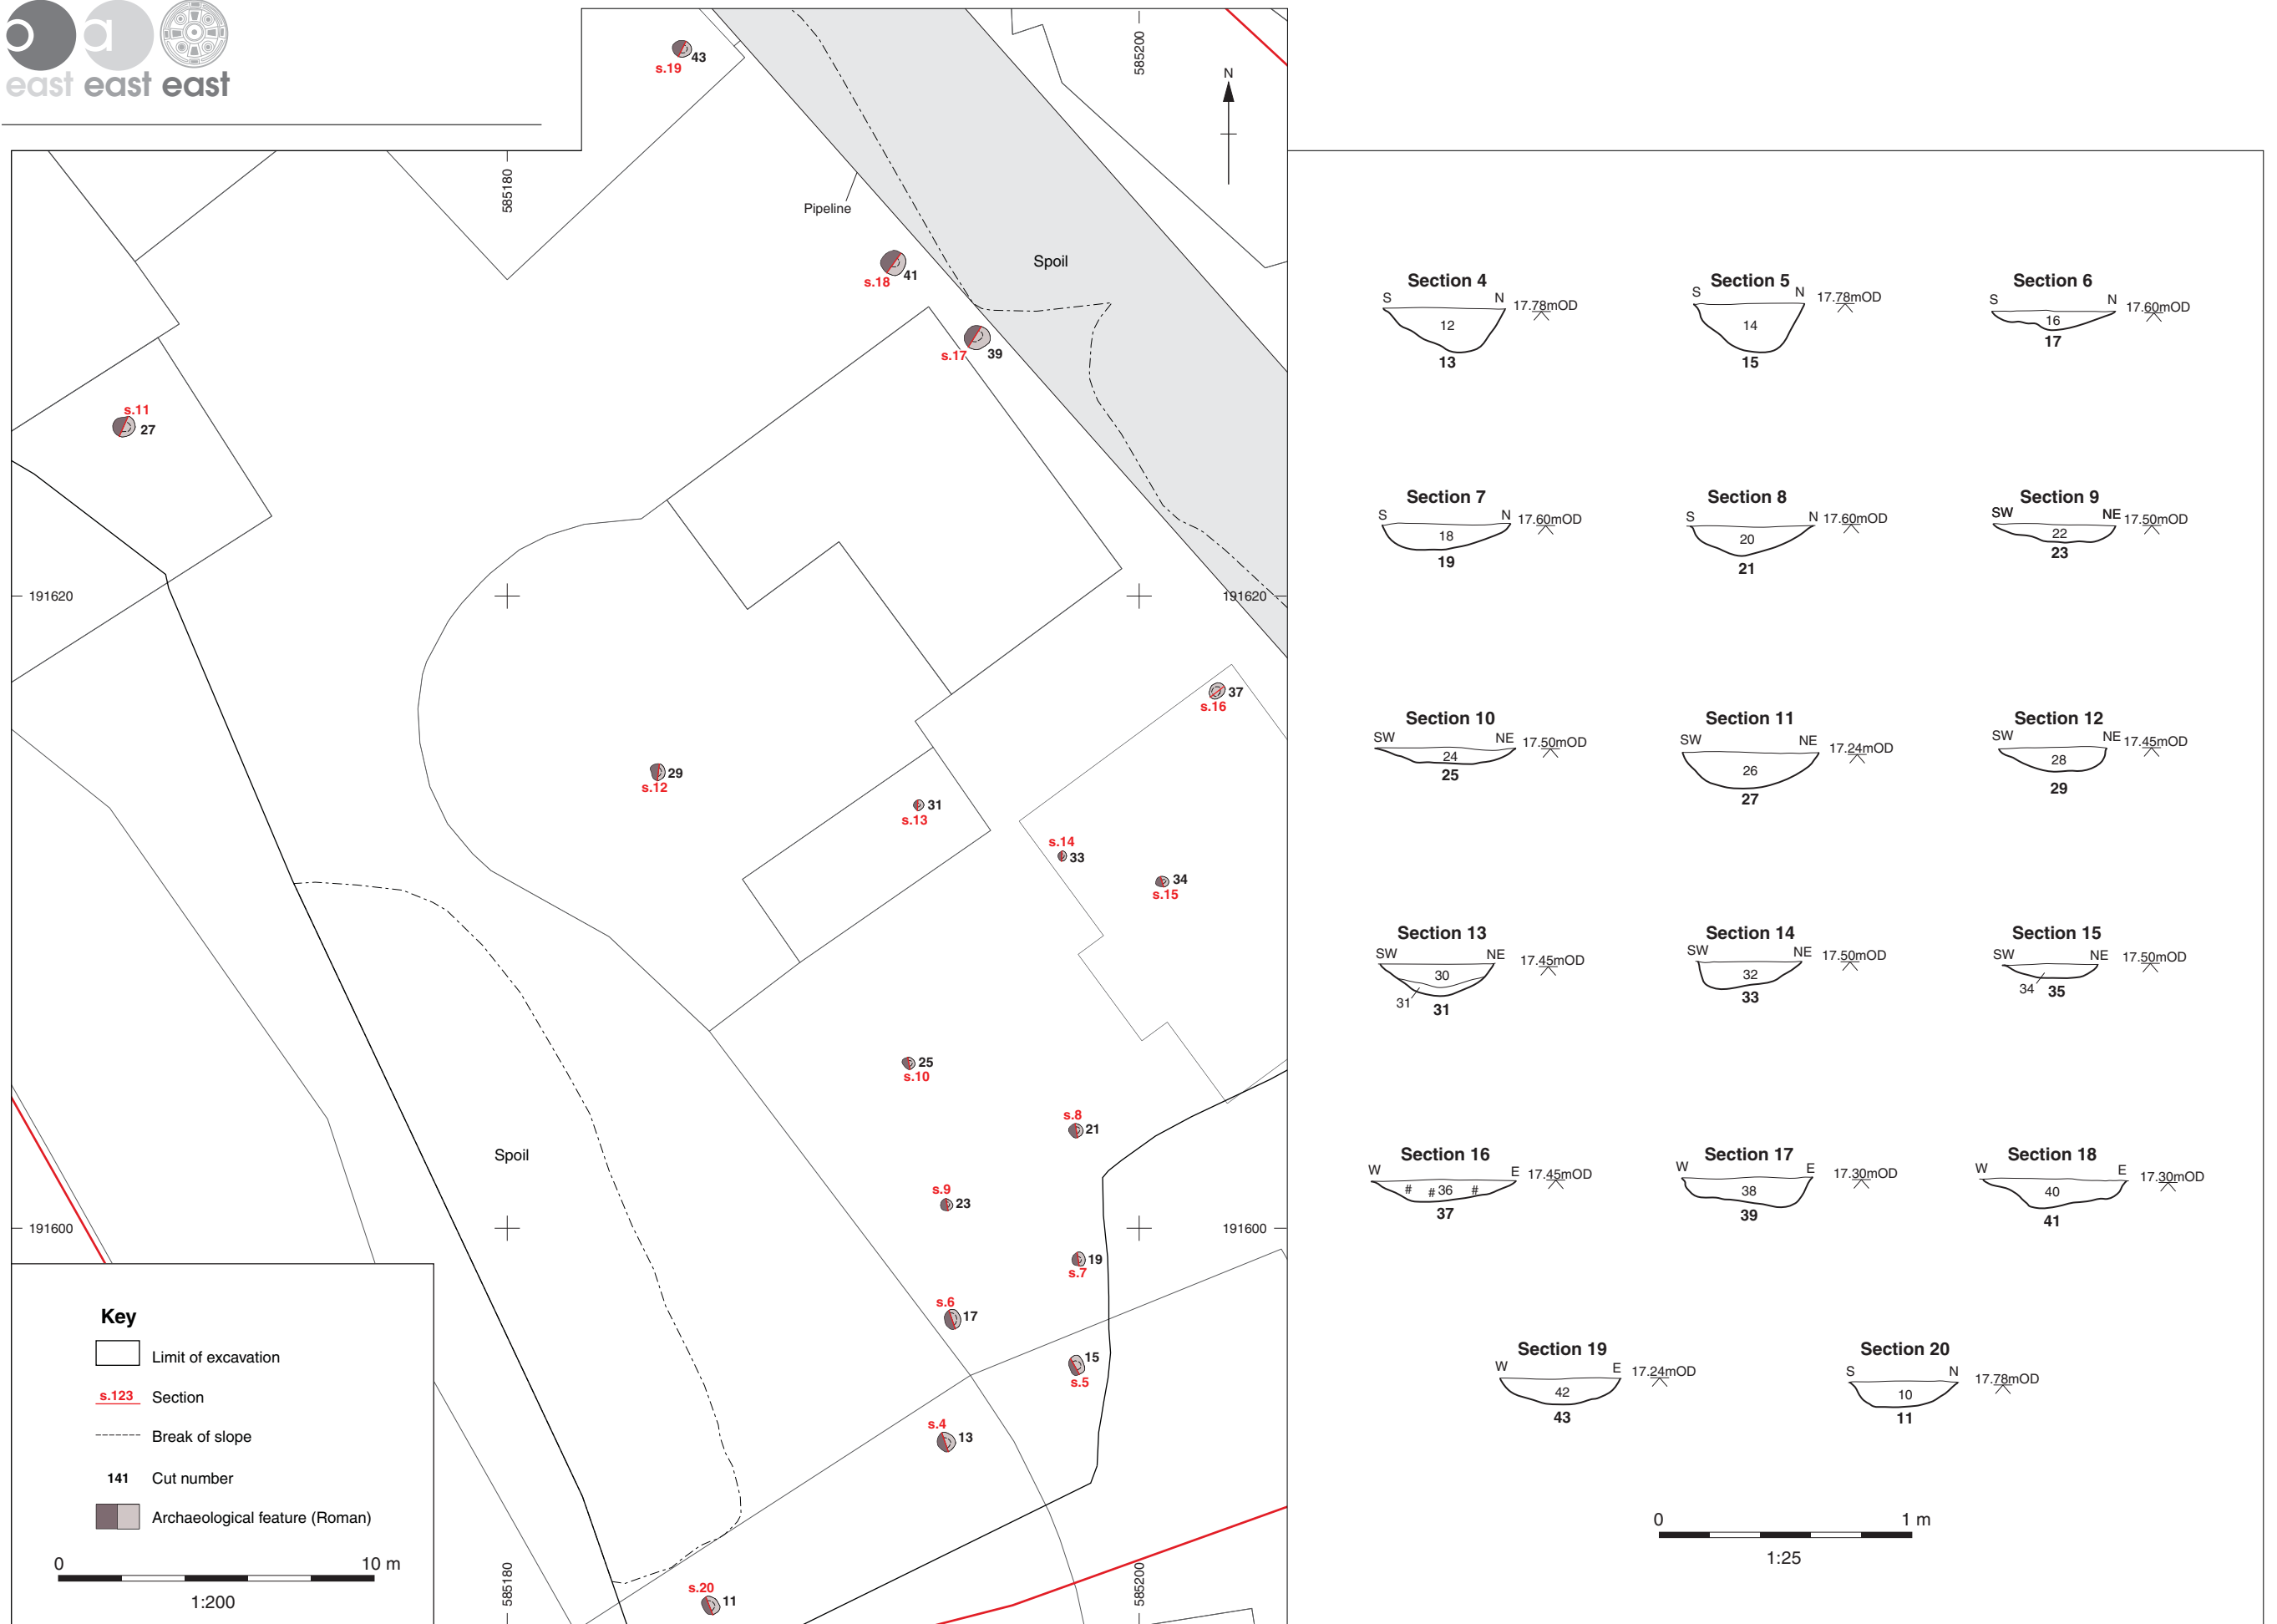 east east east
43
s.19
585200
N
585180
Pipeline
41
s.18
Spoil
s.17
39
s.11
27
191620
191620
37
s.16
29
s.12
31
s.13
s.14
33
34
s.15
25
s.10
s.8
21
Spoil
s.9
23
191600
191600
19
s.7
s.6
17
15
s.5
s.4
13
s.20
11
585180
585200
Key
Limit of excavation
s.123 Section
Break of slope
141 Cut number
Archaeological feature (Roman)
0 10 m
1:200
Section 4
S N 17.78mOD
12
13
Section 5
S N 17.78mOD
14
15
Section 6
S N 17.60mOD
16
17
Section 7
S N 17.60mOD
18
19
Section 8
S N 17.60mOD
20
21
Section 9
SW NE 17.50mOD
22
23
Section 10
SW NE 17.50mOD
24
25
Section 11
SW NE 17.24mOD
26
27
Section 12
SW NE 17.45mOD
28
29
Section 13
SW NE 17.45mOD
30
31
31
Section 14
SW NE 17.50mOD
32
33
Section 15
SW NE 17.50mOD
34 35
Section 16
W E 17.45mOD
# # 36 #
37
Section 17
W E 17.30mOD
38
39
Section 18
W E 17.30mOD
40
41
Section 19
W E 17.24mOD
42
43
Section 20
S N 17.78mOD
10
11
0 1 m
1:25